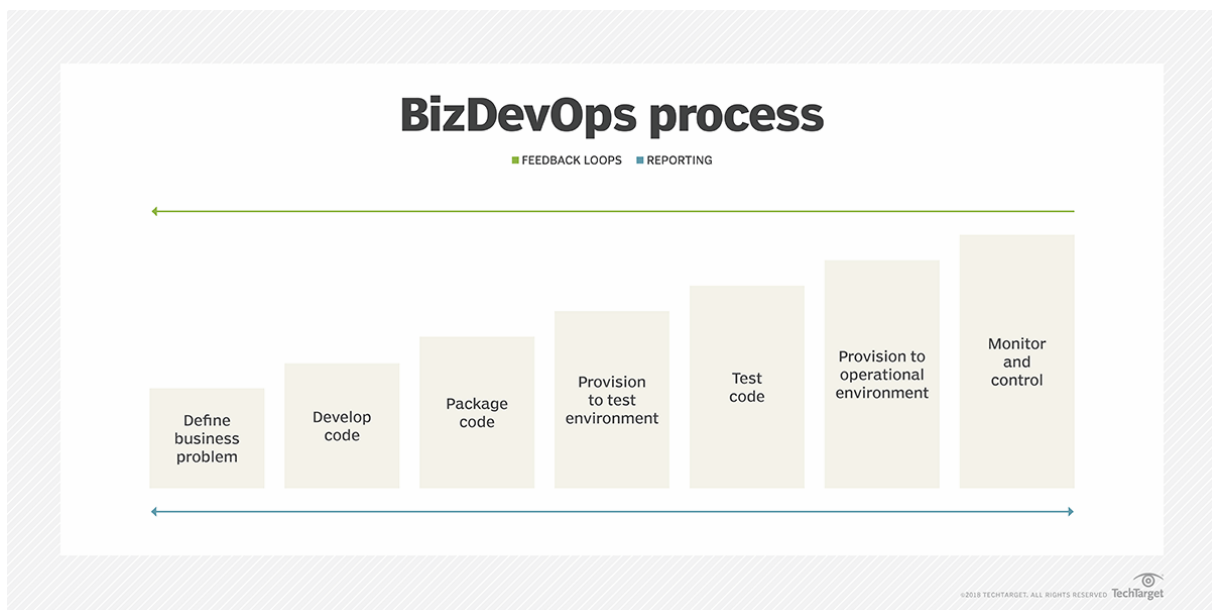 BizDevOps process
FEEDBACK LOOPS REPORTING
Define
business
problem
Develop
code
Package
code
Provision
to test
environment
Test
code
Provision to
operational
environment
Monitor
and
control
©2018 TECHTARGET. ALL RIGHTS RESERVED TechTarget